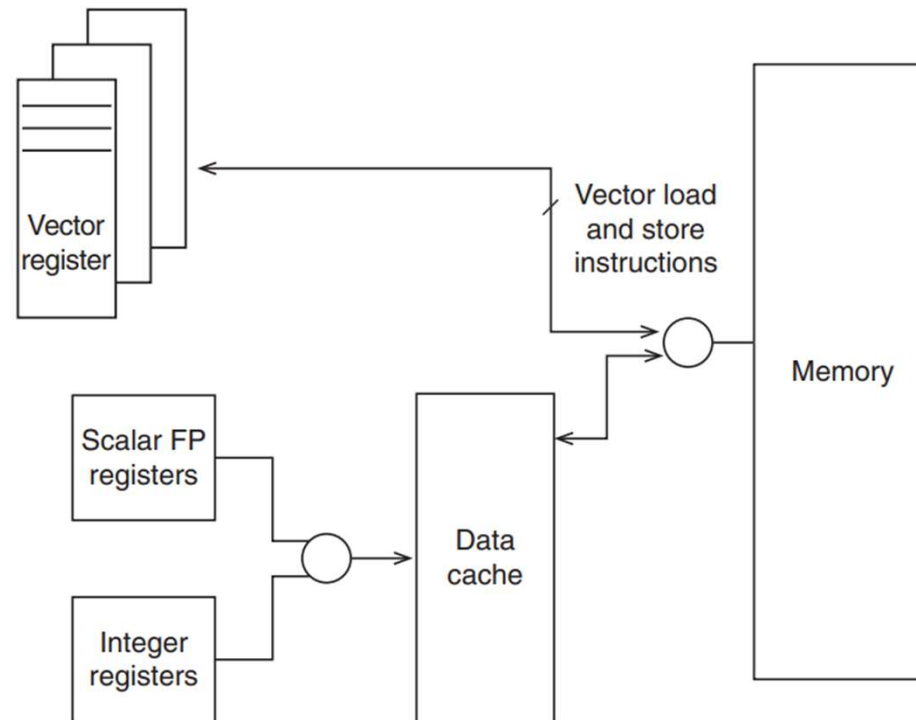 Vector
register
Vector load
and store
instructions
Memory
Scalar FP
registers
Data
cache
Integer
registers